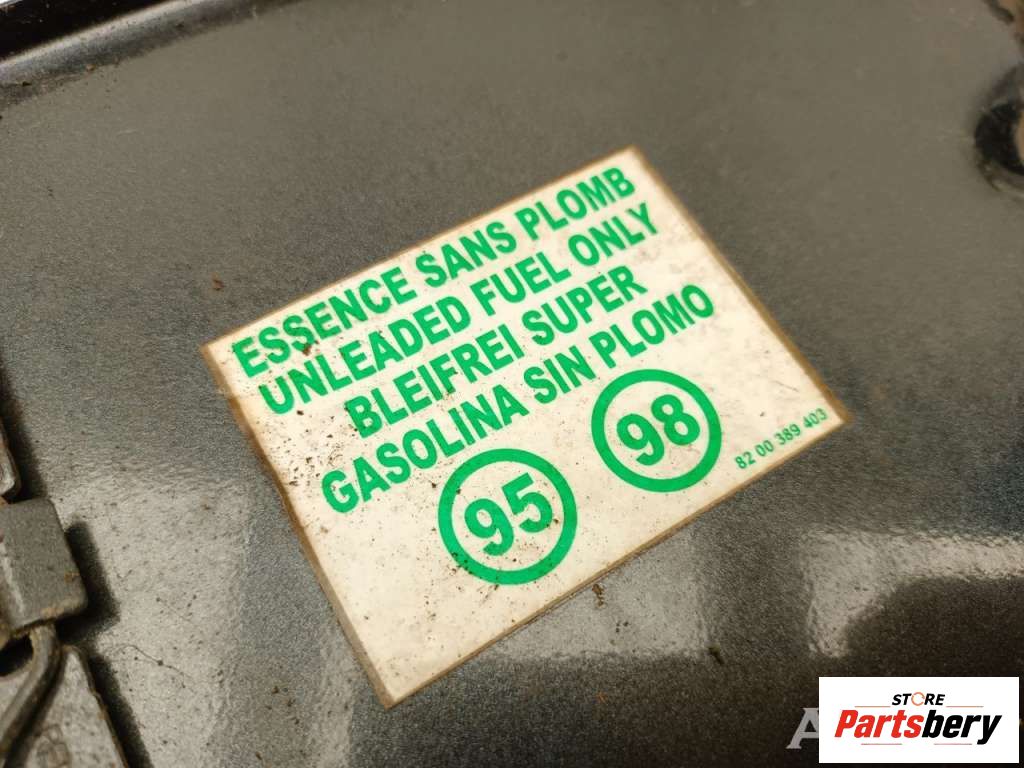 ESSENCE SANS PLOMB
UNLEADED FUEL ONLY
BLEIFREI SUPER
GASOLINA SIN PLOMO
95 98
82 00 389 403
STORE
Partsbery